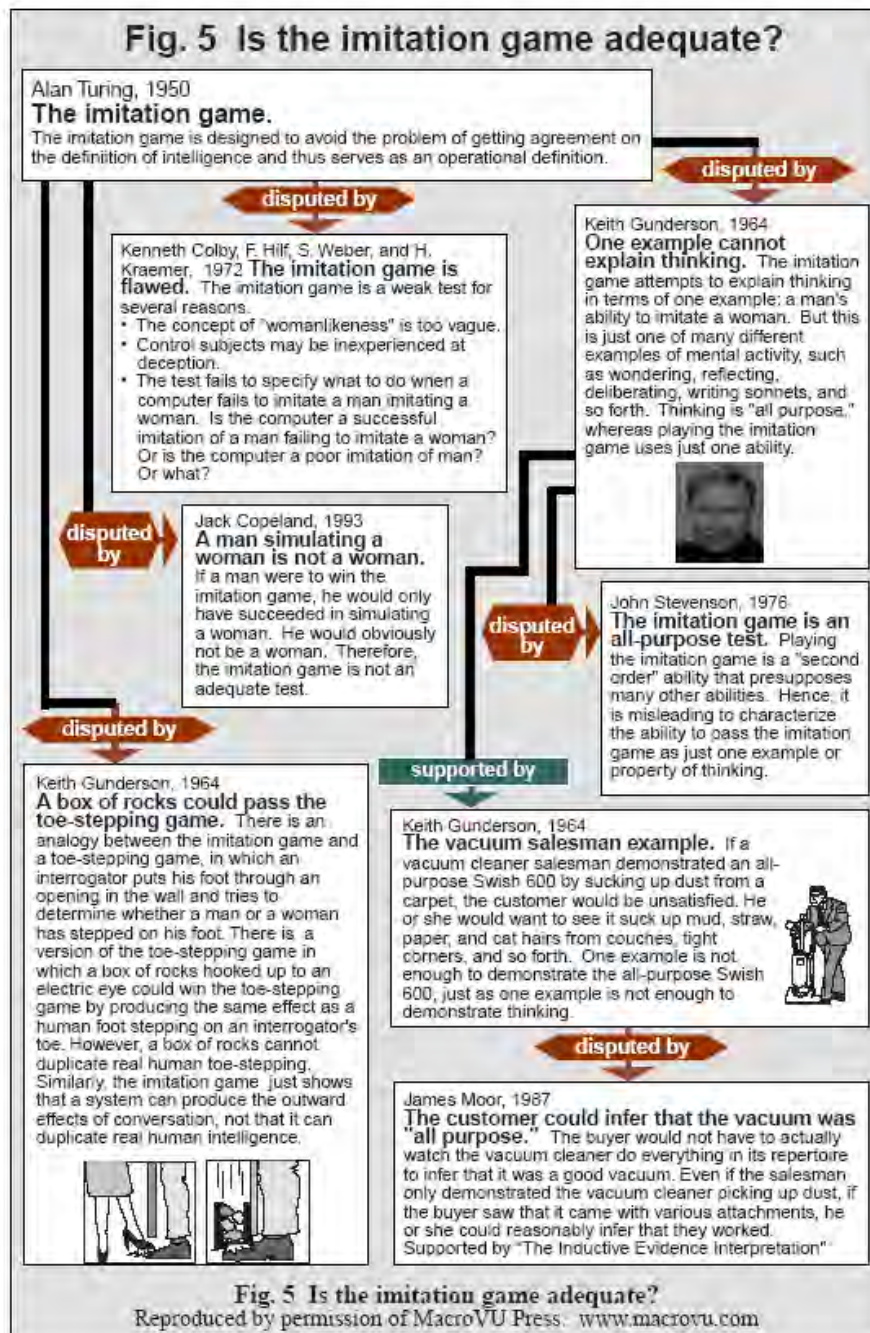 Fig. 5 Is the imitation game adequate?
Alan Turing, 1950
The imitation game.
The imitation game is designed to avoid the problem of getting agreement on
the definiition of intelligence and thus serves as an operational definition.
disputed by
disputed by
Kenneth Colby, F. Hilf, S. Weber, and H.
Kraemer, 1972 The imitation game is
flawed. The imitation game is a weak test for
several reasons.
• The concept of "womanlikeness" is too vague.
• Control subjects may be inexperienced at
deception.
• The test fails to specify what to do when a
computer fails to imitate a man imitating a
woman. Is the computer a successful
imitation of a man failing to imitate a woman?
Or is the computer a poor imitation of man?
Or what?
Keith Gunderson, 1964
One example cannot
explain thinking. The imitation
game attempts to explain thinking
in terms of one example: a man's
ability to imitate a woman. But this
is just one of many different
examples of mental activity, such
as wondering, reflecting,
deliberating, writing sonnets, and
so forth. Thinking is "all purpose,"
whereas playing the imitation
game uses just one ability.
disputed
by
Jack Copeland, 1993
A man simulating a
woman is not a woman.
If a man were to win the
imitation game, he would only
have succeeded in simulating
a woman. He would obviously
not be a woman. Therefore,
the imitation game is not an
adequate test.
disputed
by
John Stevenson, 1976
The imitation game is an
all-purpose test. Playing
the imitation game is a "second
order" ability that presupposes
many other abilities. Hence, it
is misleading to characterize
the ability to pass the imitation
game as just one example or
property of thinking.
disputed by
supported by
Keith Gunderson, 1964
A box of rocks could pass the
toe-stepping game. There is an
analogy between the imitation game and
a toe-stepping game, in which an
interrogator puts his foot through an
opening in the wall and tries to
determine whether a man or a woman
has stepped on his foot. There is a
version of the toe-stepping game in
which a box of rocks hooked up to an
electric eye could win the toe-stepping
game by producing the same effect as a
human foot stepping on an interrogator's
toe. However, a box of rocks cannot
duplicate real human toe-stepping.
Similarly, the imitation game just shows
that a system can produce the outward
effects of conversation, not that it can
duplicate real human intelligence.
Keith Gunderson, 1964
The vacuum salesman example. If a
vacuum cleaner salesman demonstrated an all-
purpose Swish 600 by sucking up dust from a
carpet, the customer would be unsatisfied. He
or she would want to see it suck up mud, straw,
paper, and cat hairs from couches, tight
corners, and so forth. One example is not
enough to demonstrate the all-purpose Swish
600, just as one example is not enough to
demonstrate thinking.
disputed by
James Moor, 1987
The customer could infer that the vacuum was
"all purpose." The buyer would not have to actually
watch the vacuum cleaner do everything in its repertoire
to infer that it was a good vacuum. Even if the salesman
only demonstrated the vacuum cleaner picking up dust, if
the buyer saw that it came with various attachments, he
or she could reasonably infer that they worked.
Supported by "The Inductive Evidence Interpretation"
Fig. 5 Is the imitation game adequate?
Reproduced by permission of MacroVU Press. www.macrovu.com